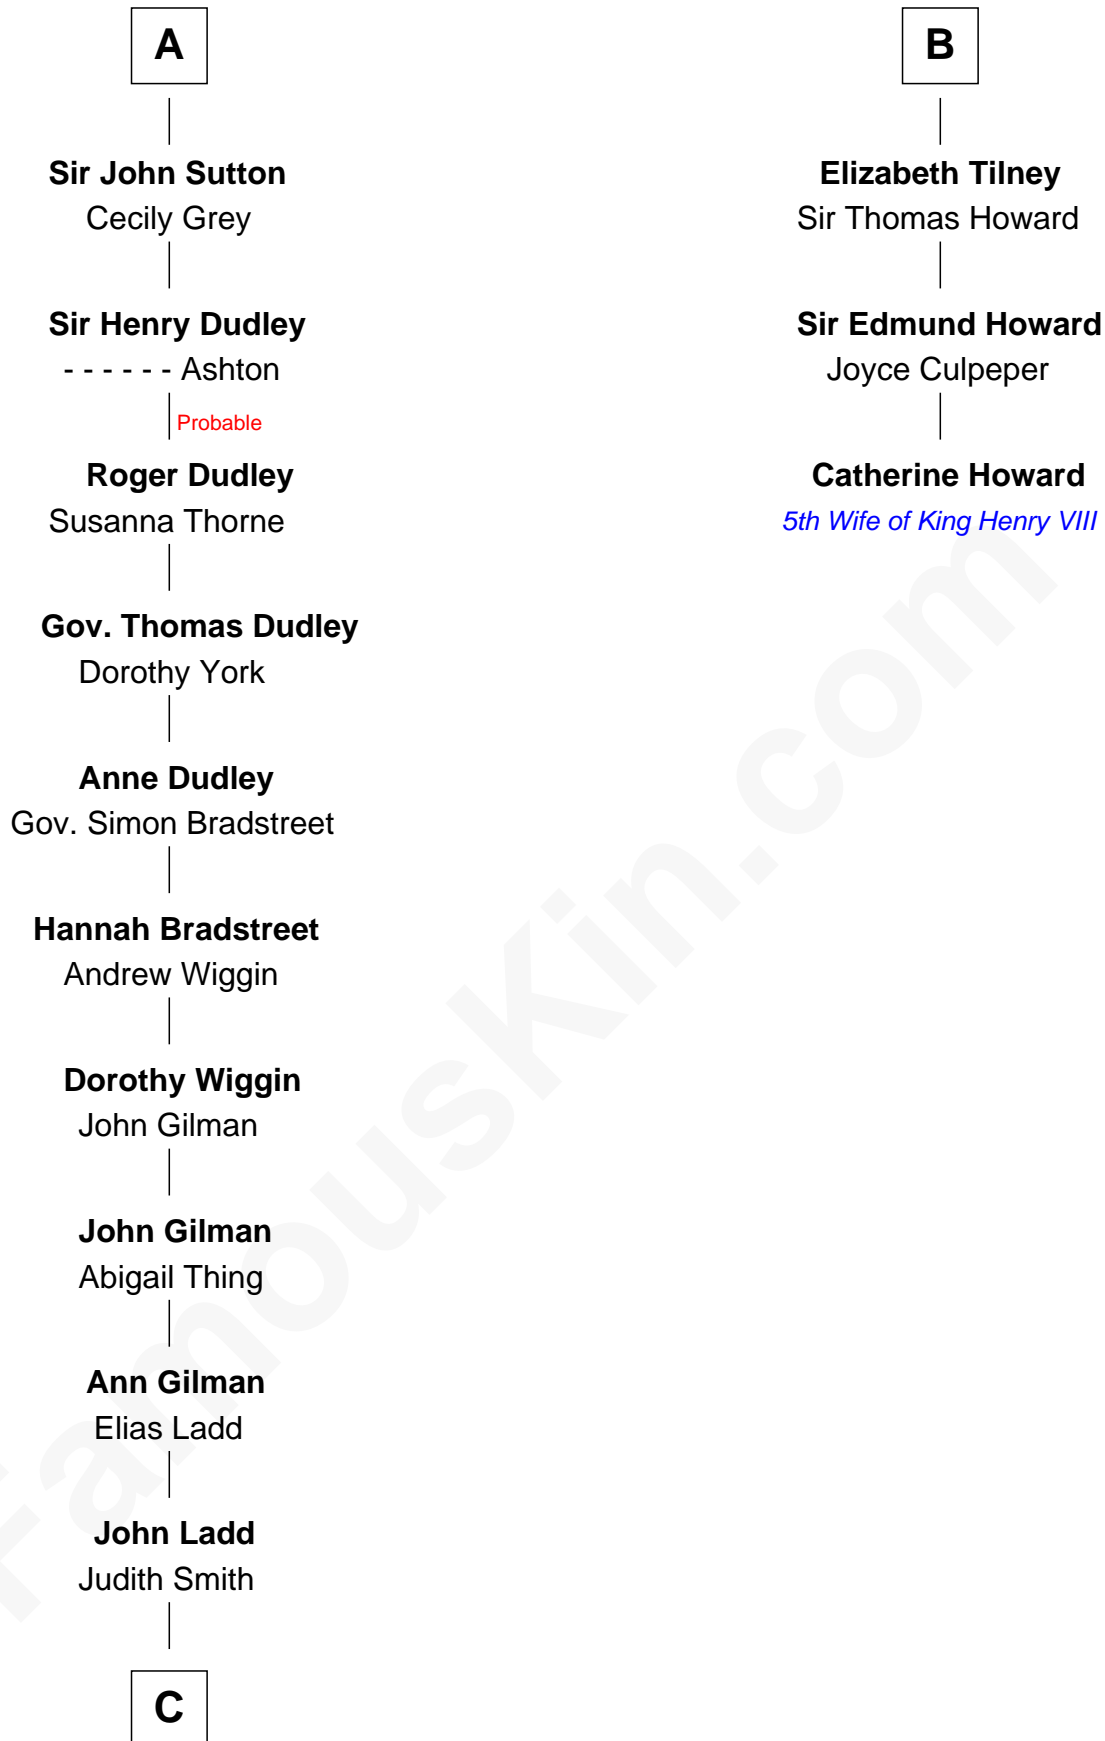 A
Sir John Sutton
Cecily Grey
Sir Henry Dudley
- - - - - - Ashton
Probable
Roger Dudley
Susanna Thorne
Gov. Thomas Dudley
Dorothy York
Anne Dudley
Gov. Simon Bradstreet
Hannah Bradstreet
Andrew Wiggin
Dorothy Wiggin
John Gilman
John Gilman
Abigail Thing
Ann Gilman
Elias Ladd
John Ladd
Judith Smith
C
B
Elizabeth Tilney
Sir Thomas Howard
Sir Edmund Howard
Joyce Culpeper
Catherine Howard
5th Wife of King Henry VIII
FamousKin.com